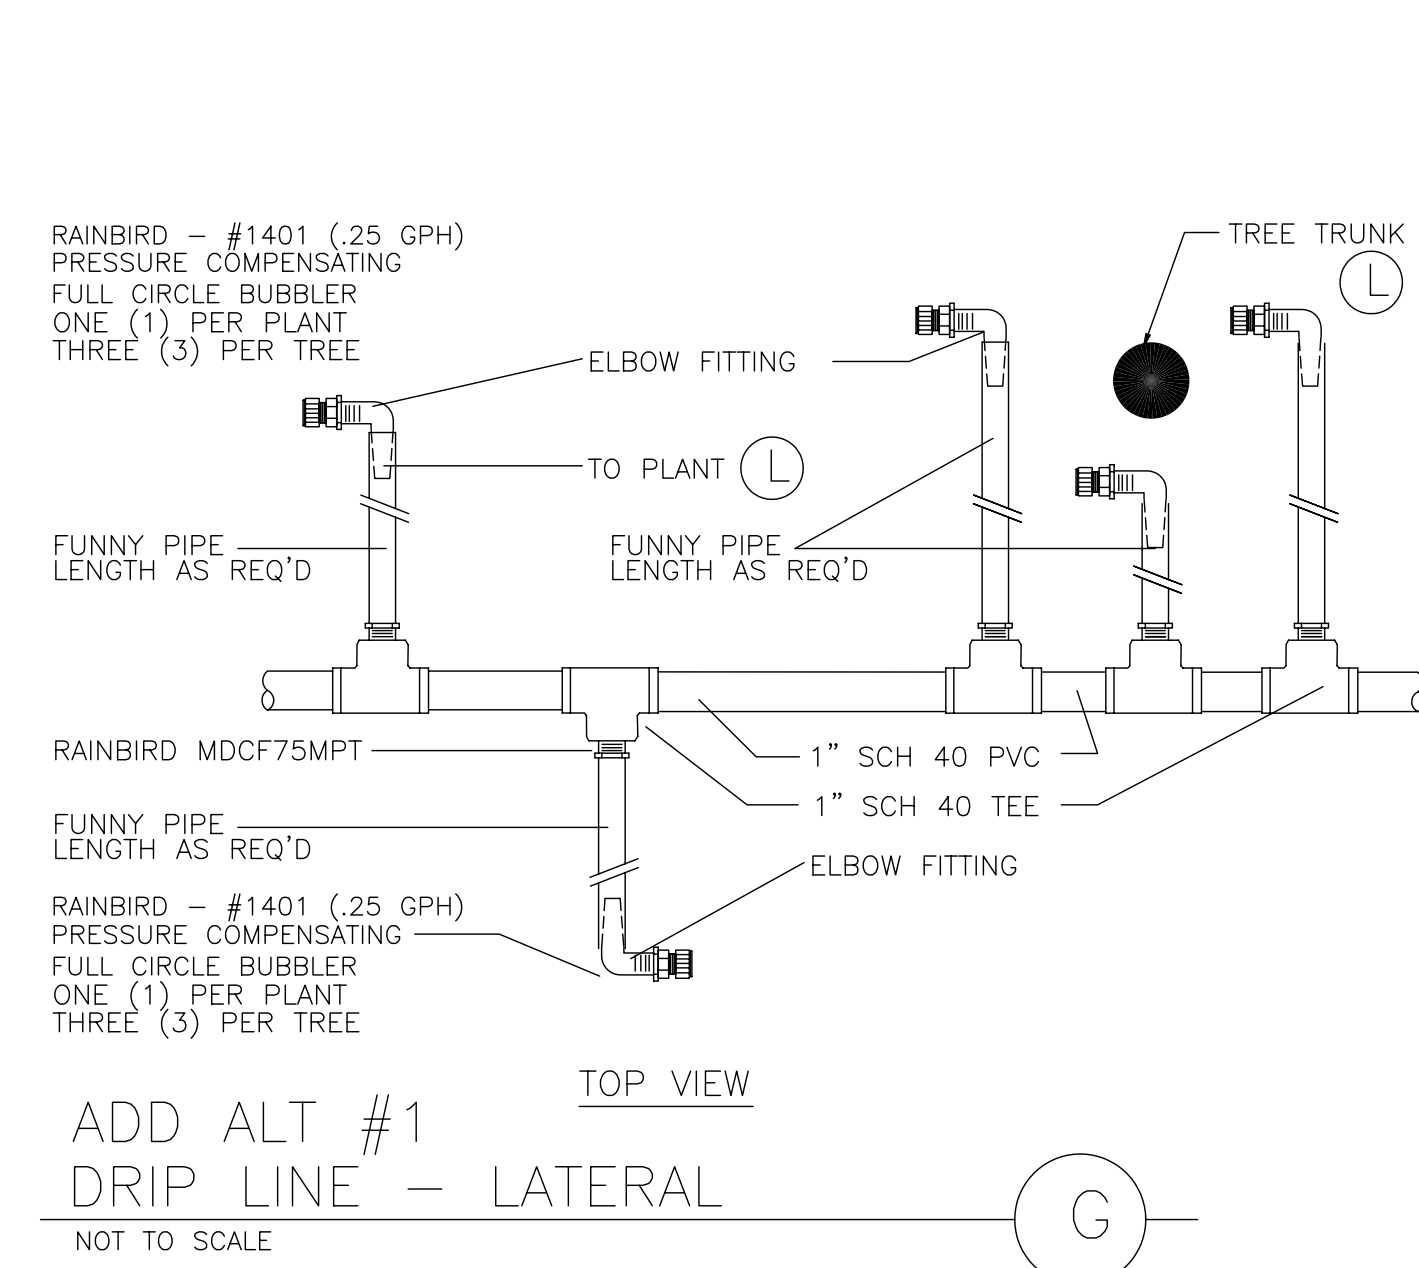 RAINBIRD – #1401 (.25 GPH)
PRESSURE COMPENSATING
FULL CIRCLE BUBBLER
ONE (1) PER PLANT
THREE (3) PER TREE
TREE TRUNK
L
ELBOW FITTING
TO PLANT
L
FUNNY PIPE
LENGTH AS REQ'D
FUNNY PIPE
LENGTH AS REQ'D
RAINBIRD MDCF75MPT
1" SCH 40 PVC
1" SCH 40 TEE
FUNNY PIPE
LENGTH AS REQ'D
ELBOW FITTING
RAINBIRD – #1401 (.25 GPH)
PRESSURE COMPENSATING
FULL CIRCLE BUBBLER
ONE (1) PER PLANT
THREE (3) PER TREE
TOP VIEW
ADD ALT #1
DRIP LINE – LATERAL
G
NOT TO SCALE